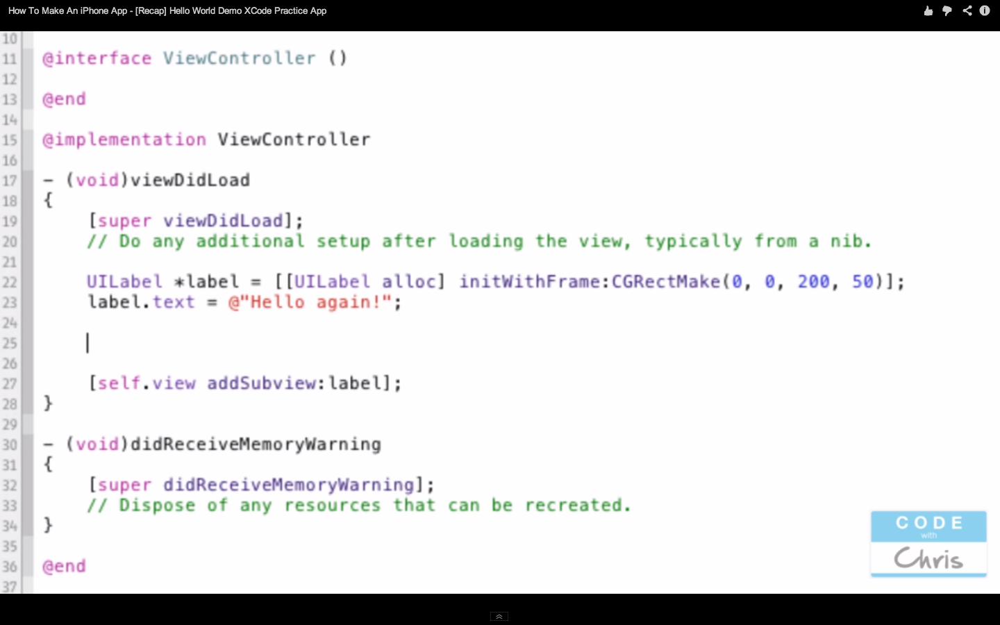 How To Make An iPhone App - [Recap] Hello World Demo XCode Practice App
10
11 @interface ViewController ()
12
13 @end
14
15 @implementation ViewController
16
17 - (void)viewDidLoad
18 {
19 [super viewDidLoad];
20 // Do any additional setup after loading the view, typically from a nib.
21
22 UILabel *label = [[UILabel alloc] initWithFrame:CGRectMake(0, 0, 200, 50)];
23 label.text = @"Hello again!";
24
25
26
27 [self.view addSubview:label];
28 }
29
30 - (void)didReceiveMemoryWarning
31 {
32 [super didReceiveMemoryWarning];
33 // Dispose of any resources that can be recreated.
34 }
35
36 @end
37
CODE
with
Chris